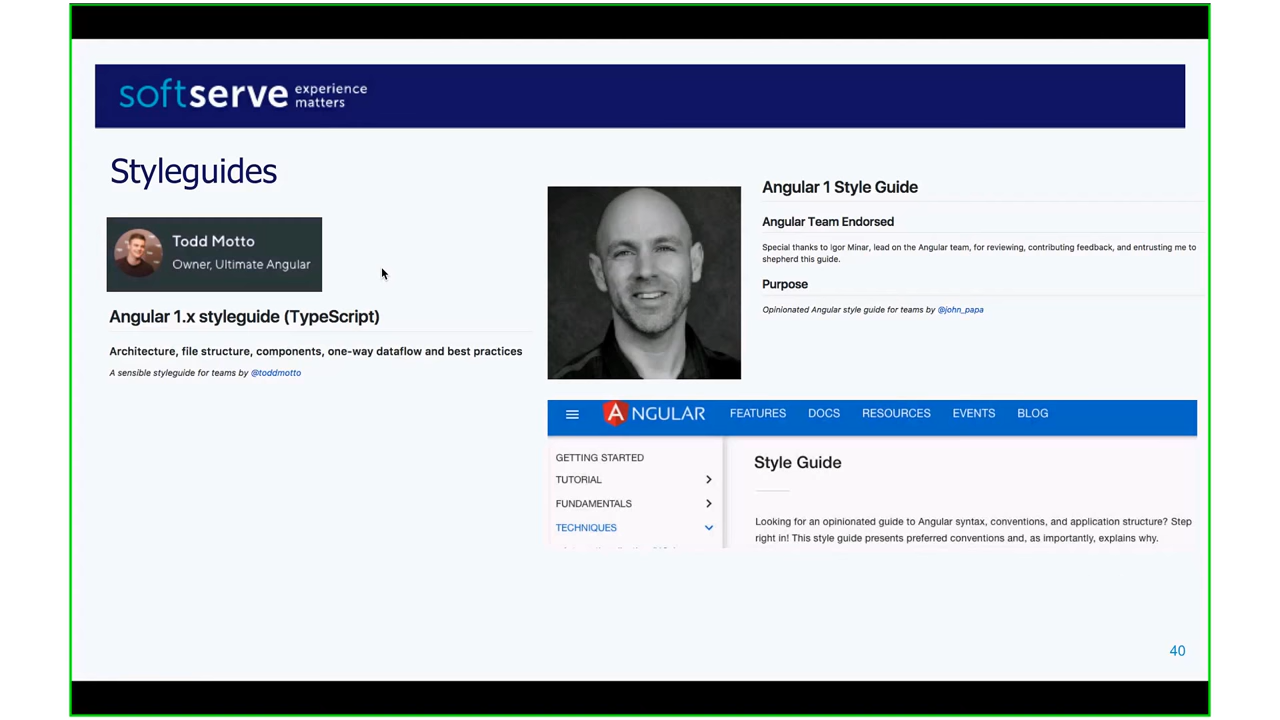 softserve experience matters
Styleguides
Todd Motto
Owner, Ultimate Angular
Angular 1.x styleguide (TypeScript)
Architecture, file structure, components, one-way dataflow and best practices
A sensible styleguide for teams by @toddmotto
Angular 1 Style Guide
Angular Team Endorsed
Special thanks to Igor Minar, lead on the Angular team, for reviewing, contributing feedback, and entrusting me to
shepherd this guide.
Purpose
Opinionated Angular style guide for teams by @john_papa
ANGULAR FEATURES DOCS RESOURCES EVENTS BLOG
GETTING STARTED
TUTORIAL
FUNDAMENTALS
TECHNIQUES
Style Guide
Looking for an opinionated guide to Angular syntax, conventions, and application structure? Step
right in! This style guide presents preferred conventions and, as importantly, explains why.
40